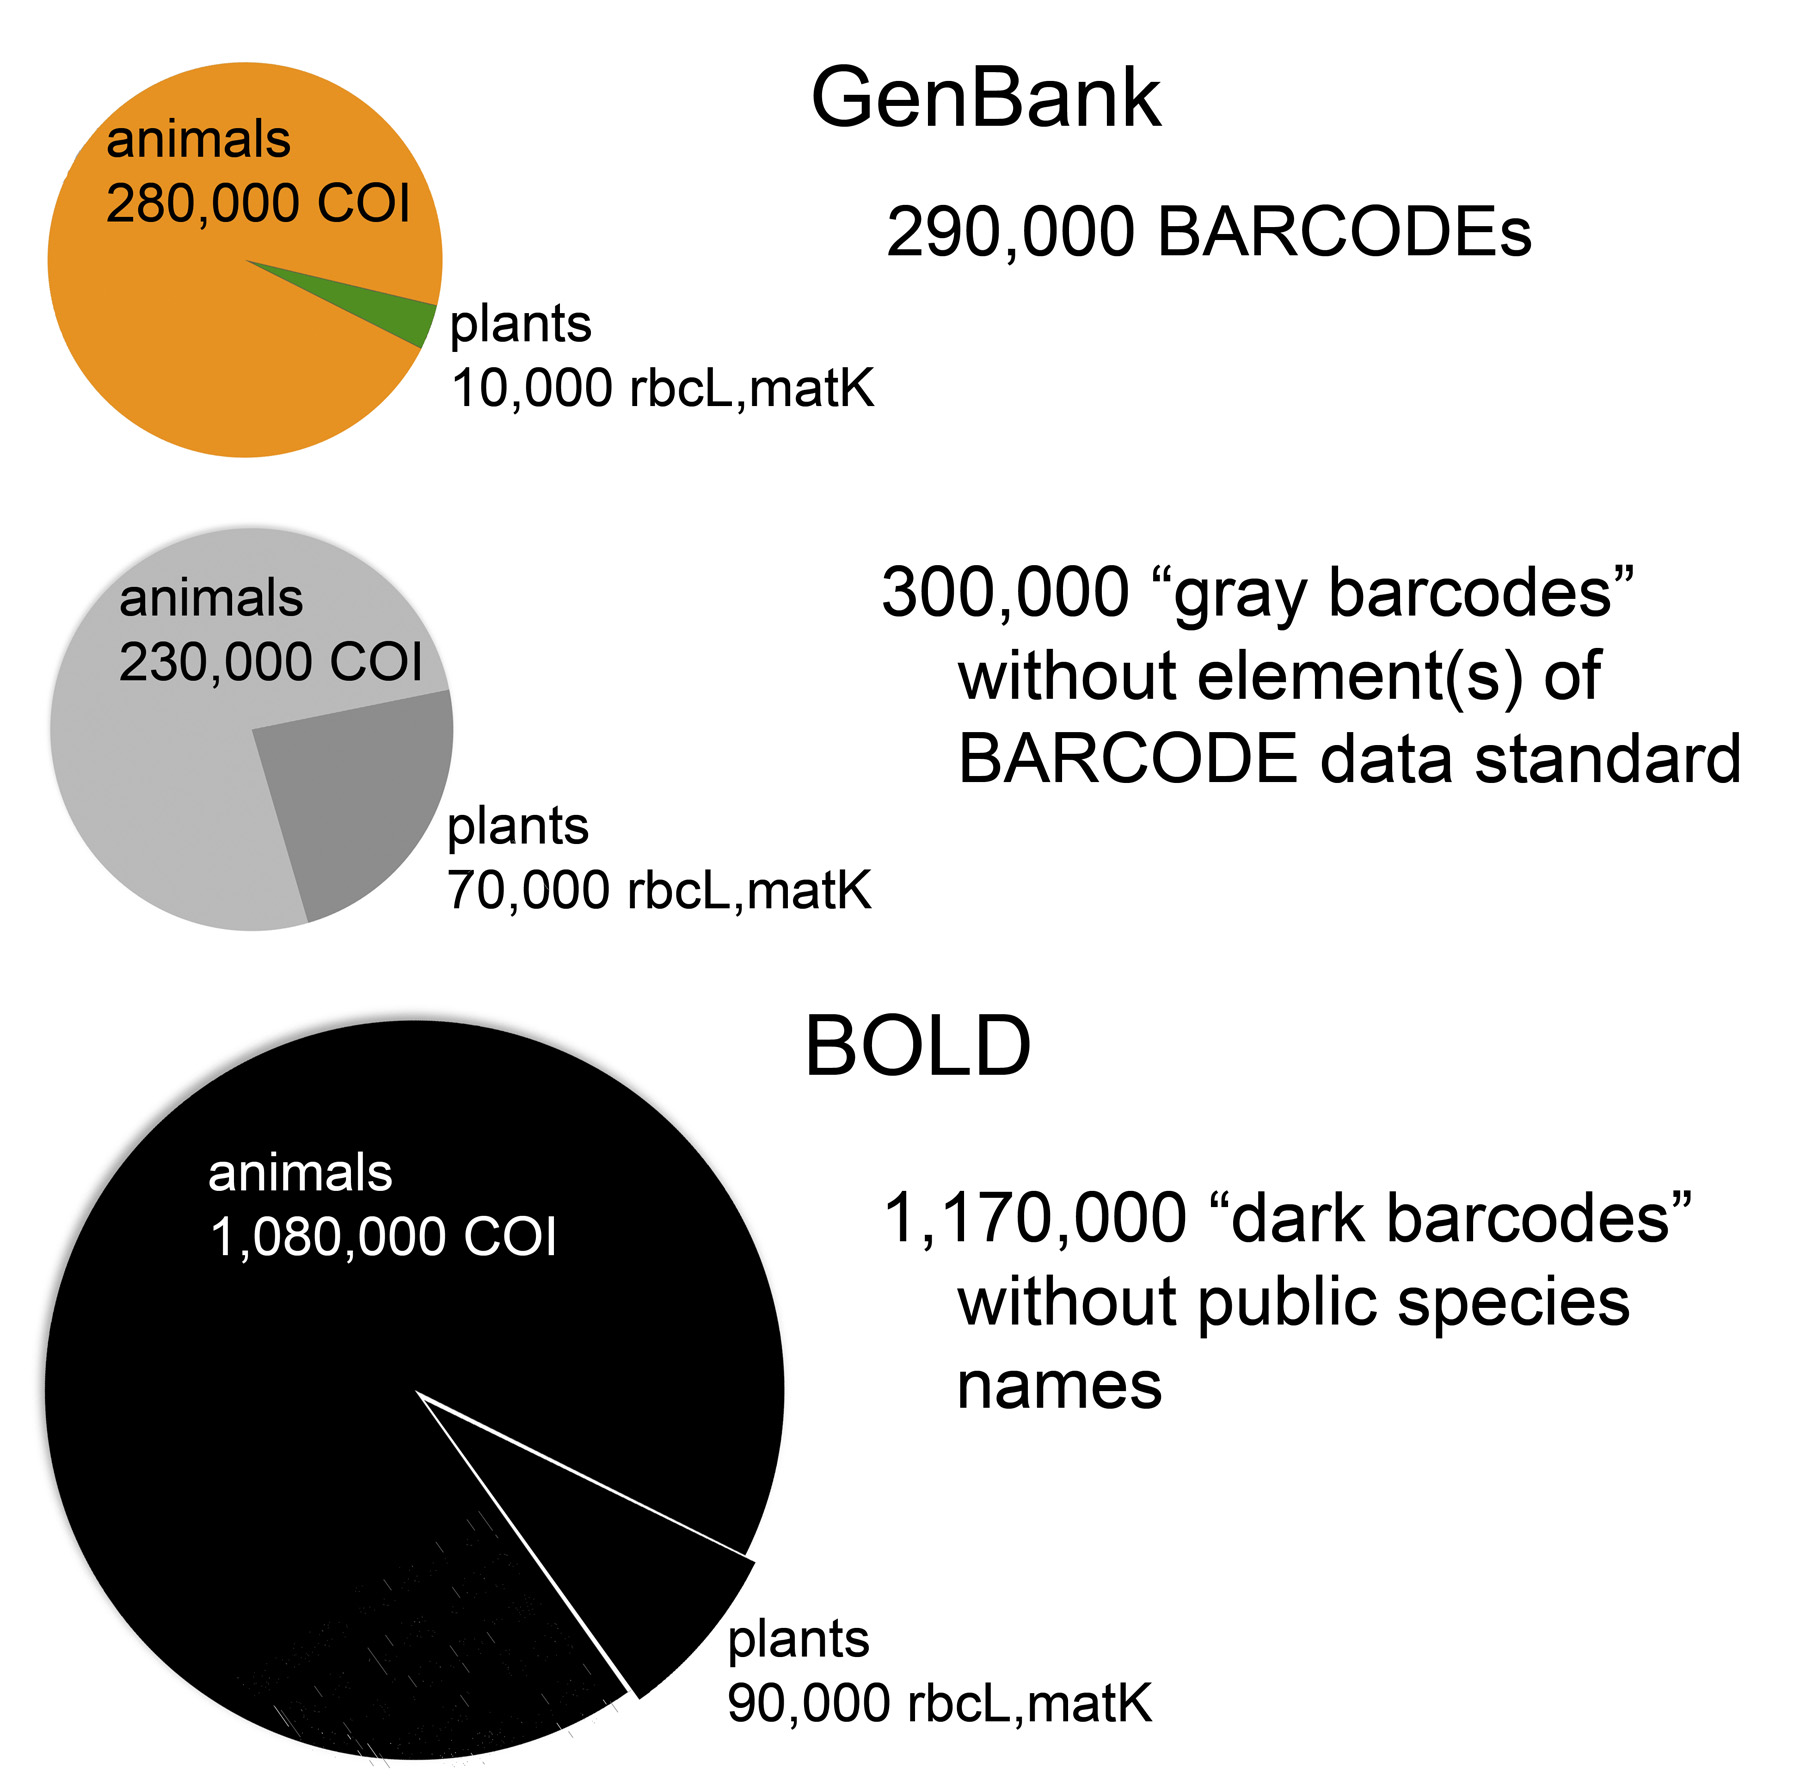 GenBank
animals
280,000 COI
290,000 BARCODEs
plants
10,000 rbcL,matK
animals
230,000 COI
300,000 “gray barcodes”
without element(s) of
BARCODE data standard
plants
70,000 rbcL,matK
BOLD
animals
1,080,000 COI
1,170,000 “dark barcodes”
without public species
names
plants
90,000 rbcL,matK